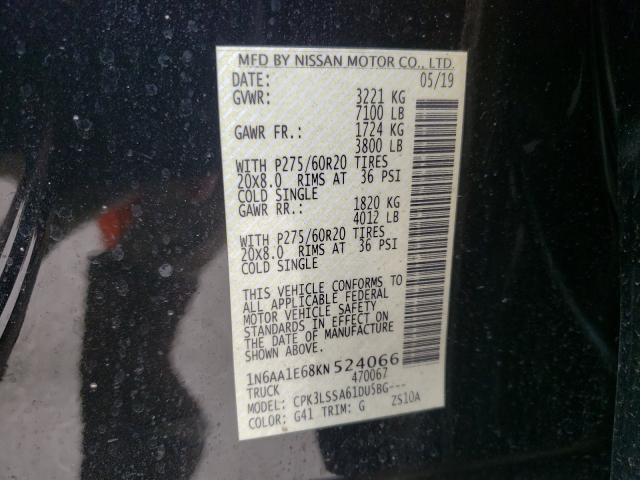 MFD BY NISSAN MOTOR CO., LTD.
DATE: 05/19
GVWR: 3221 KG
7100 LB
GAWR FR.: 1724 KG
3800 LB
WITH P275/60R20 TIRES
20X8.0 RIMS AT 36 PSI
COLD SINGLE
GAWR RR.: 1820 KG
4012 LB
WITH P275/60R20 TIRES
20X8.0 RIMS AT 36 PSI
COLD SINGLE
THIS VEHICLE CONFORMS TO
ALL APPLICABLE FEDERAL
MOTOR VEHICLE SAFETY
STANDARDS IN EFFECT ON
THE DATE OF MANUFACTURE
SHOWN ABOVE.
1N6AA1E68KN524066
TRUCK 470067
MODEL: CPK3LSSA61DU5BG---
COLOR: G41 TRIM: G ZS10A